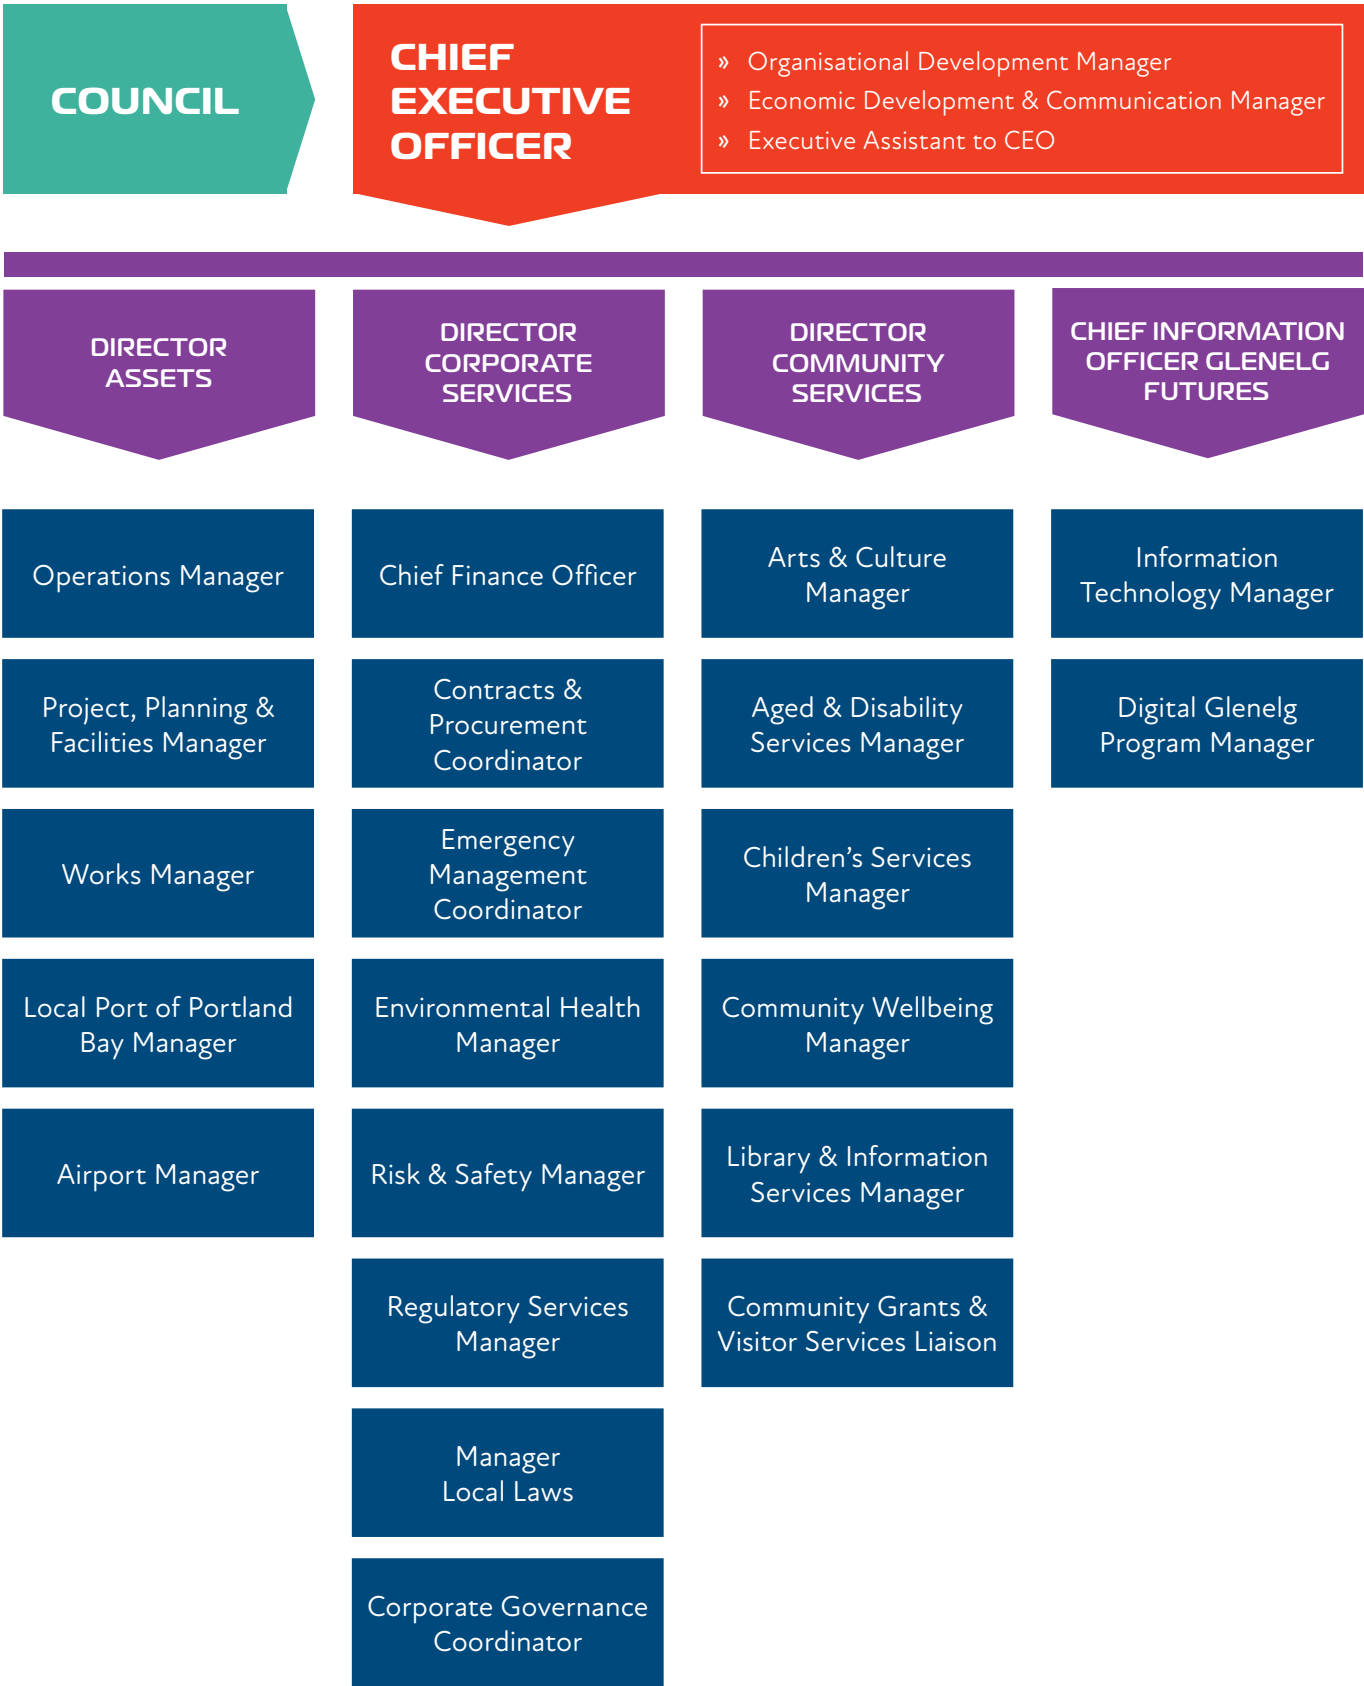 COUNCIL
CHIEF
EXECUTIVE
OFFICER
» Organisational Development Manager
» Economic Development & Communication Manager
» Executive Assistant to CEO
DIRECTOR
ASSETS
DIRECTOR
CORPORATE
SERVICES
DIRECTOR
COMMUNITY
SERVICES
CHIEF INFORMATION
OFFICER GLENELG
FUTURES
Operations Manager
Project, Planning &
Facilities Manager
Works Manager
Local Port of Portland
Bay Manager
Airport Manager
Chief Finance Officer
Contracts &
Procurement
Coordinator
Emergency
Management
Coordinator
Environmental Health
Manager
Risk & Safety Manager
Regulatory Services
Manager
Manager
Local Laws
Corporate Governance
Coordinator
Arts & Culture
Manager
Aged & Disability
Services Manager
Children’s Services
Manager
Community Wellbeing
Manager
Library & Information
Services Manager
Community Grants &
Visitor Services Liaison
Information
Technology Manager
Digital Glenelg
Program Manager